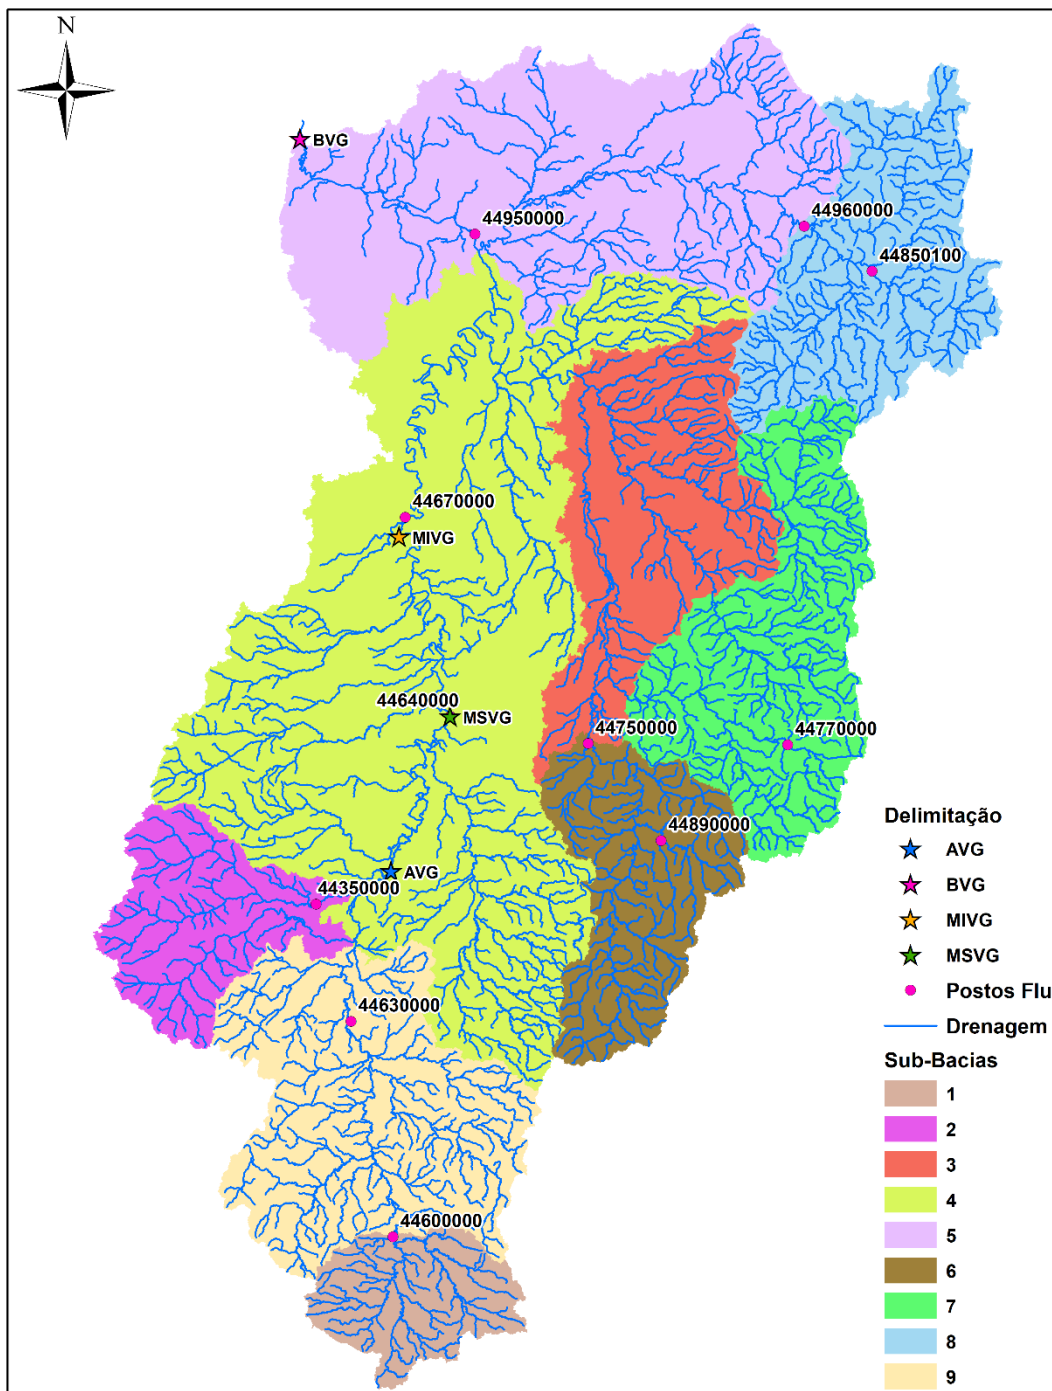 N
BVG
44950000
44960000
44850100
44670000
MIVG
44640000
MSVG
44750000
44770000
44890000
AVG
44350000
44630000
44600000
Delimitação
AVG
BVG
MIVG
MSVG
Postos Flu
Drenagem
Sub-Bacias
1
2
3
4
5
6
7
8
9